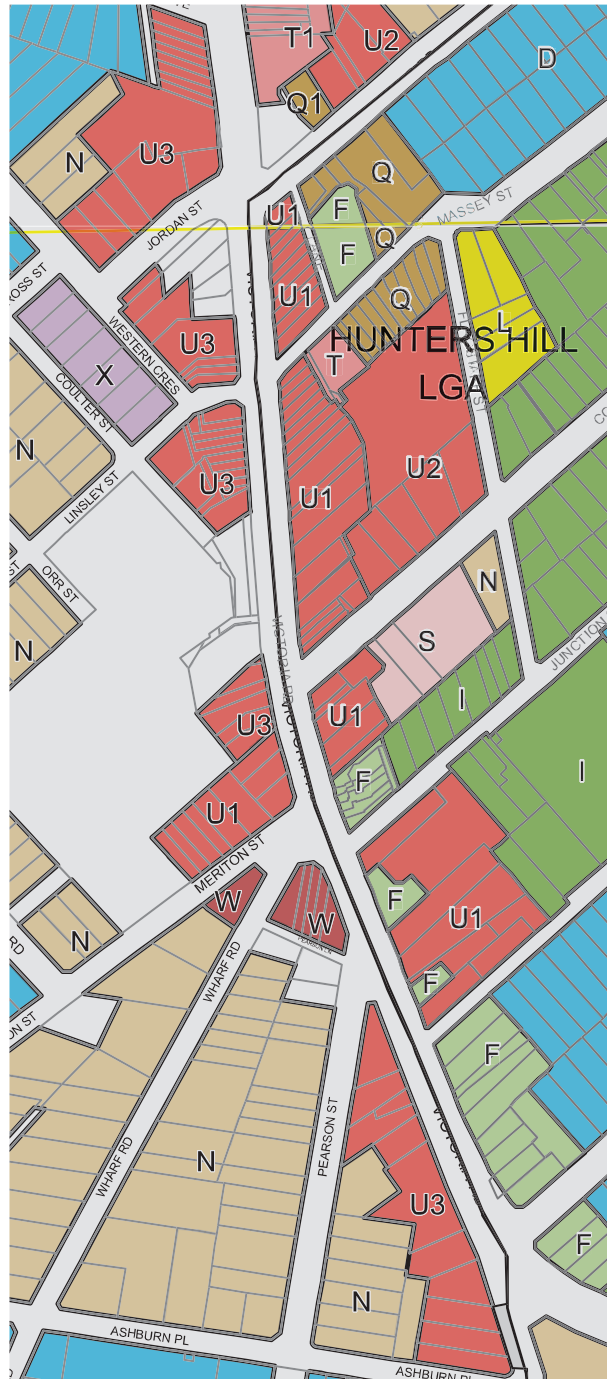 T1
U2
D
Q1
U3
N
Q
F
MASSEY ST
JORDAN ST
U1
Q
F
U1
Q
WESTERN CRES
U3
L
HUNTERS HILL
X
T
LGA
COULTER ST
N
U3
U2
U1
LINSLEY ST
ORR ST
N
N
S
JUNCTION
I
U3
U1
I
F
U1
MERITON ST
F
W
W
U1
N
WHARF RD
PEARSON LN
F
F
PEARSON ST
N
WHARF RD
U3
F
N
ASHBURN PL
ASHBURN PL